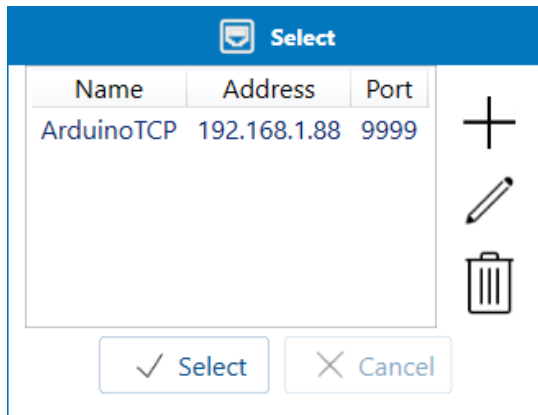 Select
Name Address Port
ArduinoTCP 192.168.1.88 9999
Select Cancel